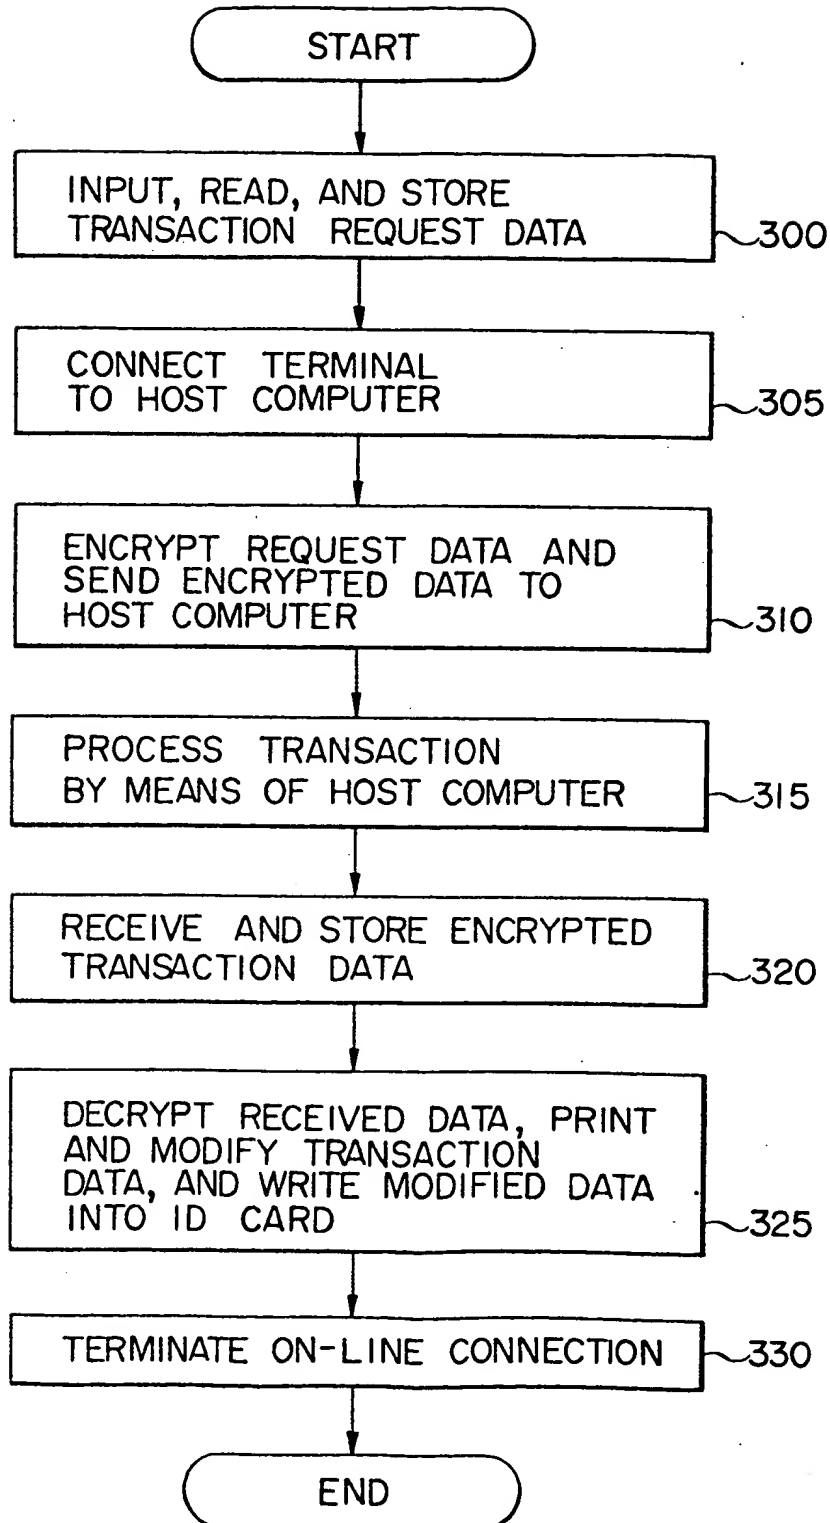 START
INPUT, READ, AND STORE
TRANSACTION REQUEST DATA
300
CONNECT TERMINAL
TO HOST COMPUTER
305
ENCRYPT REQUEST DATA AND
SEND ENCRYPTED DATA TO
HOST COMPUTER
310
PROCESS TRANSACTION
BY MEANS OF HOST COMPUTER
315
RECEIVE AND STORE ENCRYPTED
TRANSACTION DATA
320
DECRYPT RECEIVED DATA, PRINT
AND MODIFY TRANSACTION
DATA, AND WRITE MODIFIED DATA
INTO ID CARD
325
TERMINATE ON-LINE CONNECTION
330
END